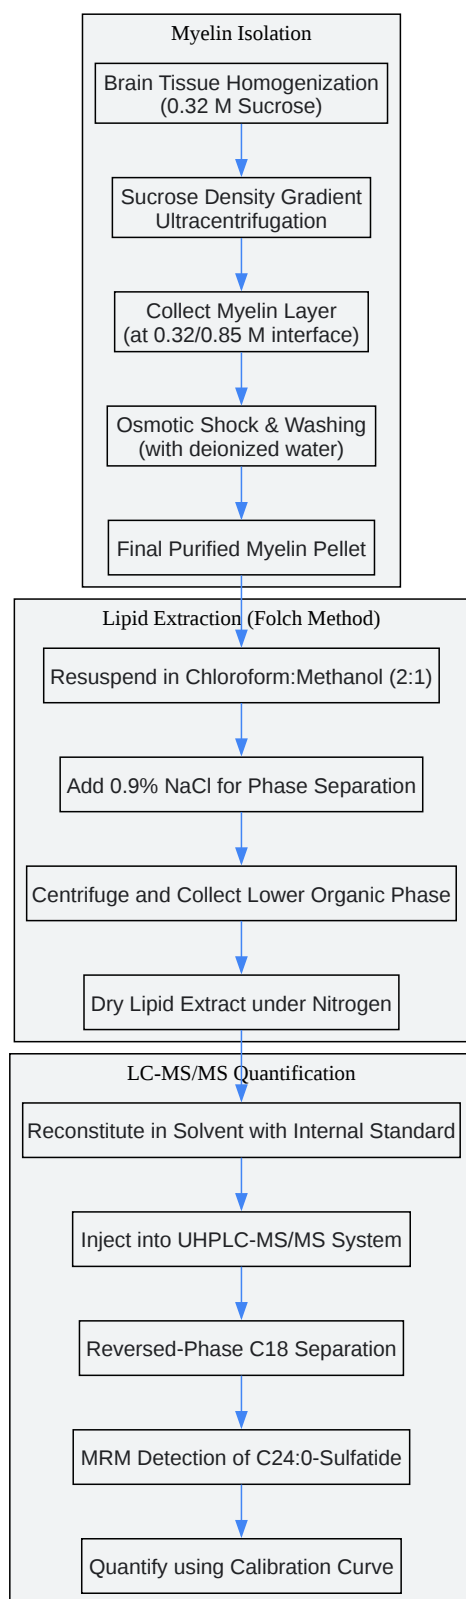 Myelin Isolation
Brain Tissue Homogenization
(0.32 M Sucrose)
Sucrose Density Gradient
Ultracentrifugation
Collect Myelin Layer
(at 0.32/0.85 M interface)
Osmotic Shock & Washing
(with deionized water)
Final Purified Myelin Pellet
Lipid Extraction (Folch Method)
Resuspend in Chloroform:Methanol (2:1)
Add 0.9% NaCl for Phase Separation
Centrifuge and Collect Lower Organic Phase
Dry Lipid Extract under Nitrogen
LC-MS/MS Quantification
Reconstitute in Solvent with Internal Standard
Inject into UHPLC-MS/MS System
Reversed-Phase C18 Separation
MRM Detection of C24:0-Sulfatide
Quantify using Calibration Curve